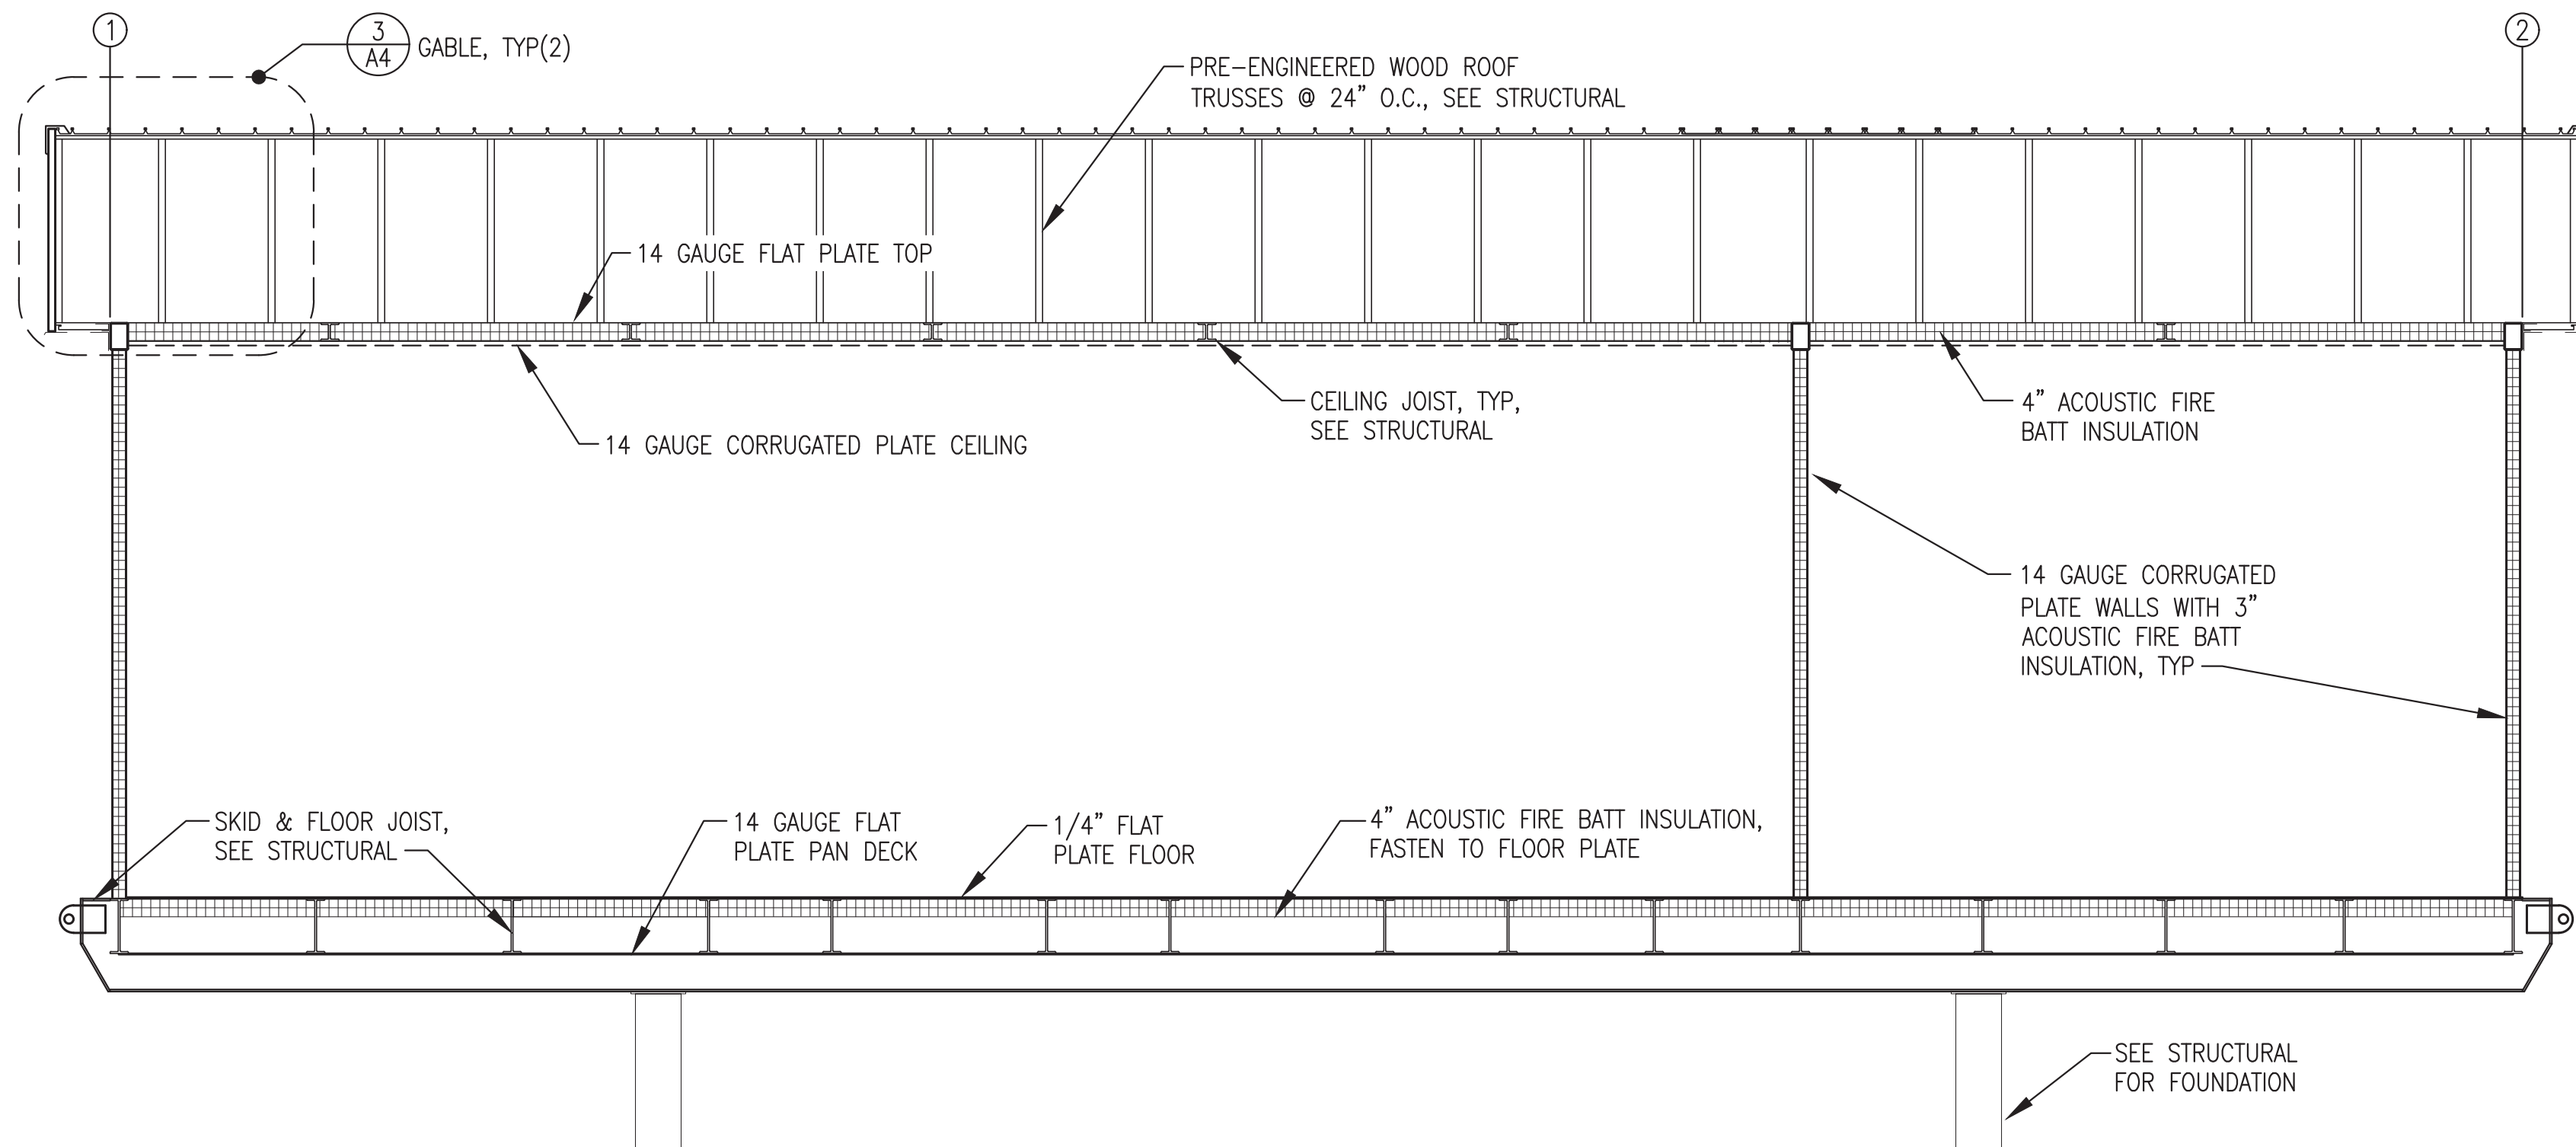 1
3
A4
GABLE, TYP(2)
2
PRE-ENGINEERED WOOD ROOF
TRUSSES @ 24" O.C., SEE STRUCTURAL
14 GAUGE FLAT PLATE TOP
CEILING JOIST, TYP,
SEE STRUCTURAL
4" ACOUSTIC FIRE
BATT INSULATION
14 GAUGE CORRUGATED PLATE CEILING
14 GAUGE CORRUGATED
PLATE WALLS WITH 3"
ACOUSTIC FIRE BATT
INSULATION, TYP
SKID & FLOOR JOIST,
SEE STRUCTURAL
14 GAUGE FLAT
PLATE PAN DECK
1/4" FLAT
PLATE FLOOR
4" ACOUSTIC FIRE BATT INSULATION,
FASTEN TO FLOOR PLATE
SEE STRUCTURAL
FOR FOUNDATION